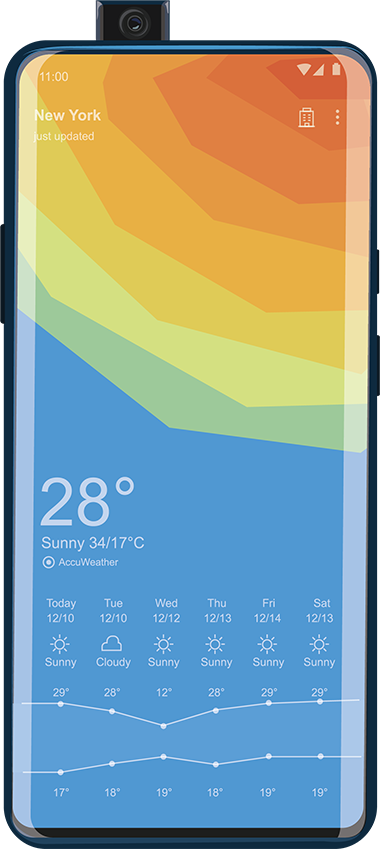 11:00
New York
just updated
28°
Sunny 34/17°C
AccuWeather
Today Tue Wed Thu Fri Sat
12/10 12/10 12/12 12/13 12/14 12/13
Sunny Cloudy Sunny Sunny Sunny Sunny
29° 28° 12° 28° 29° 29°
17° 18° 19° 18° 19° 19°